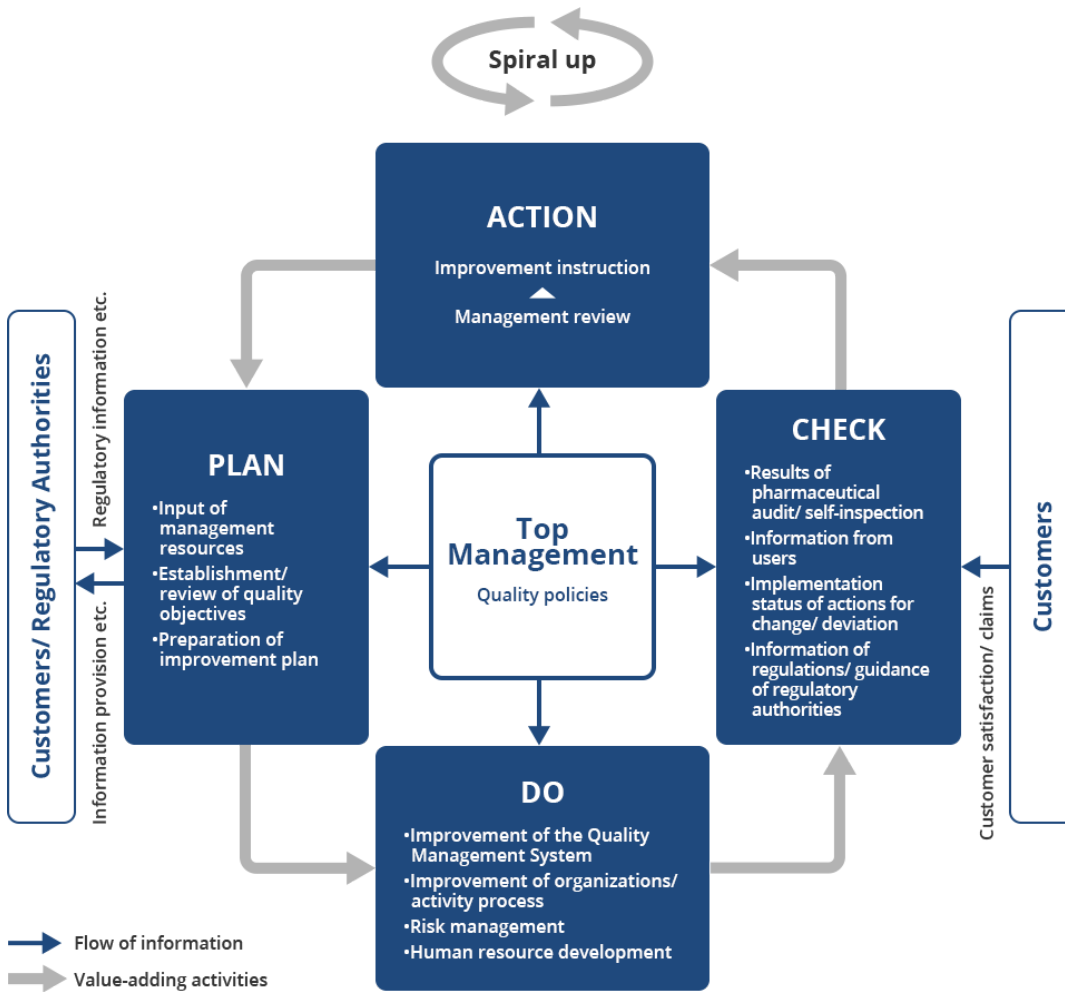 Spiral up
ACTION
Improvement instruction
Management review
Customers/ Regulatory Authorities
Regulatory information etc.
Information provision etc.
PLAN
•Input of
management
resources
•Establishment/
review of quality
objectives
•Preparation of
improvement plan
Top
Management
Quality policies
CHECK
•Results of
pharmaceutical
audit/ self-inspection
•Information from
users
•Implementation
status of actions for
change/ deviation
•Information of
regulations/ guidance
of regulatory
authorities
Customer satisfaction/ claims
Customers
DO
•Improvement of the Quality
Management System
•Improvement of organizations/
activity process
•Risk management
•Human resource development
Flow of information
Value-adding activities